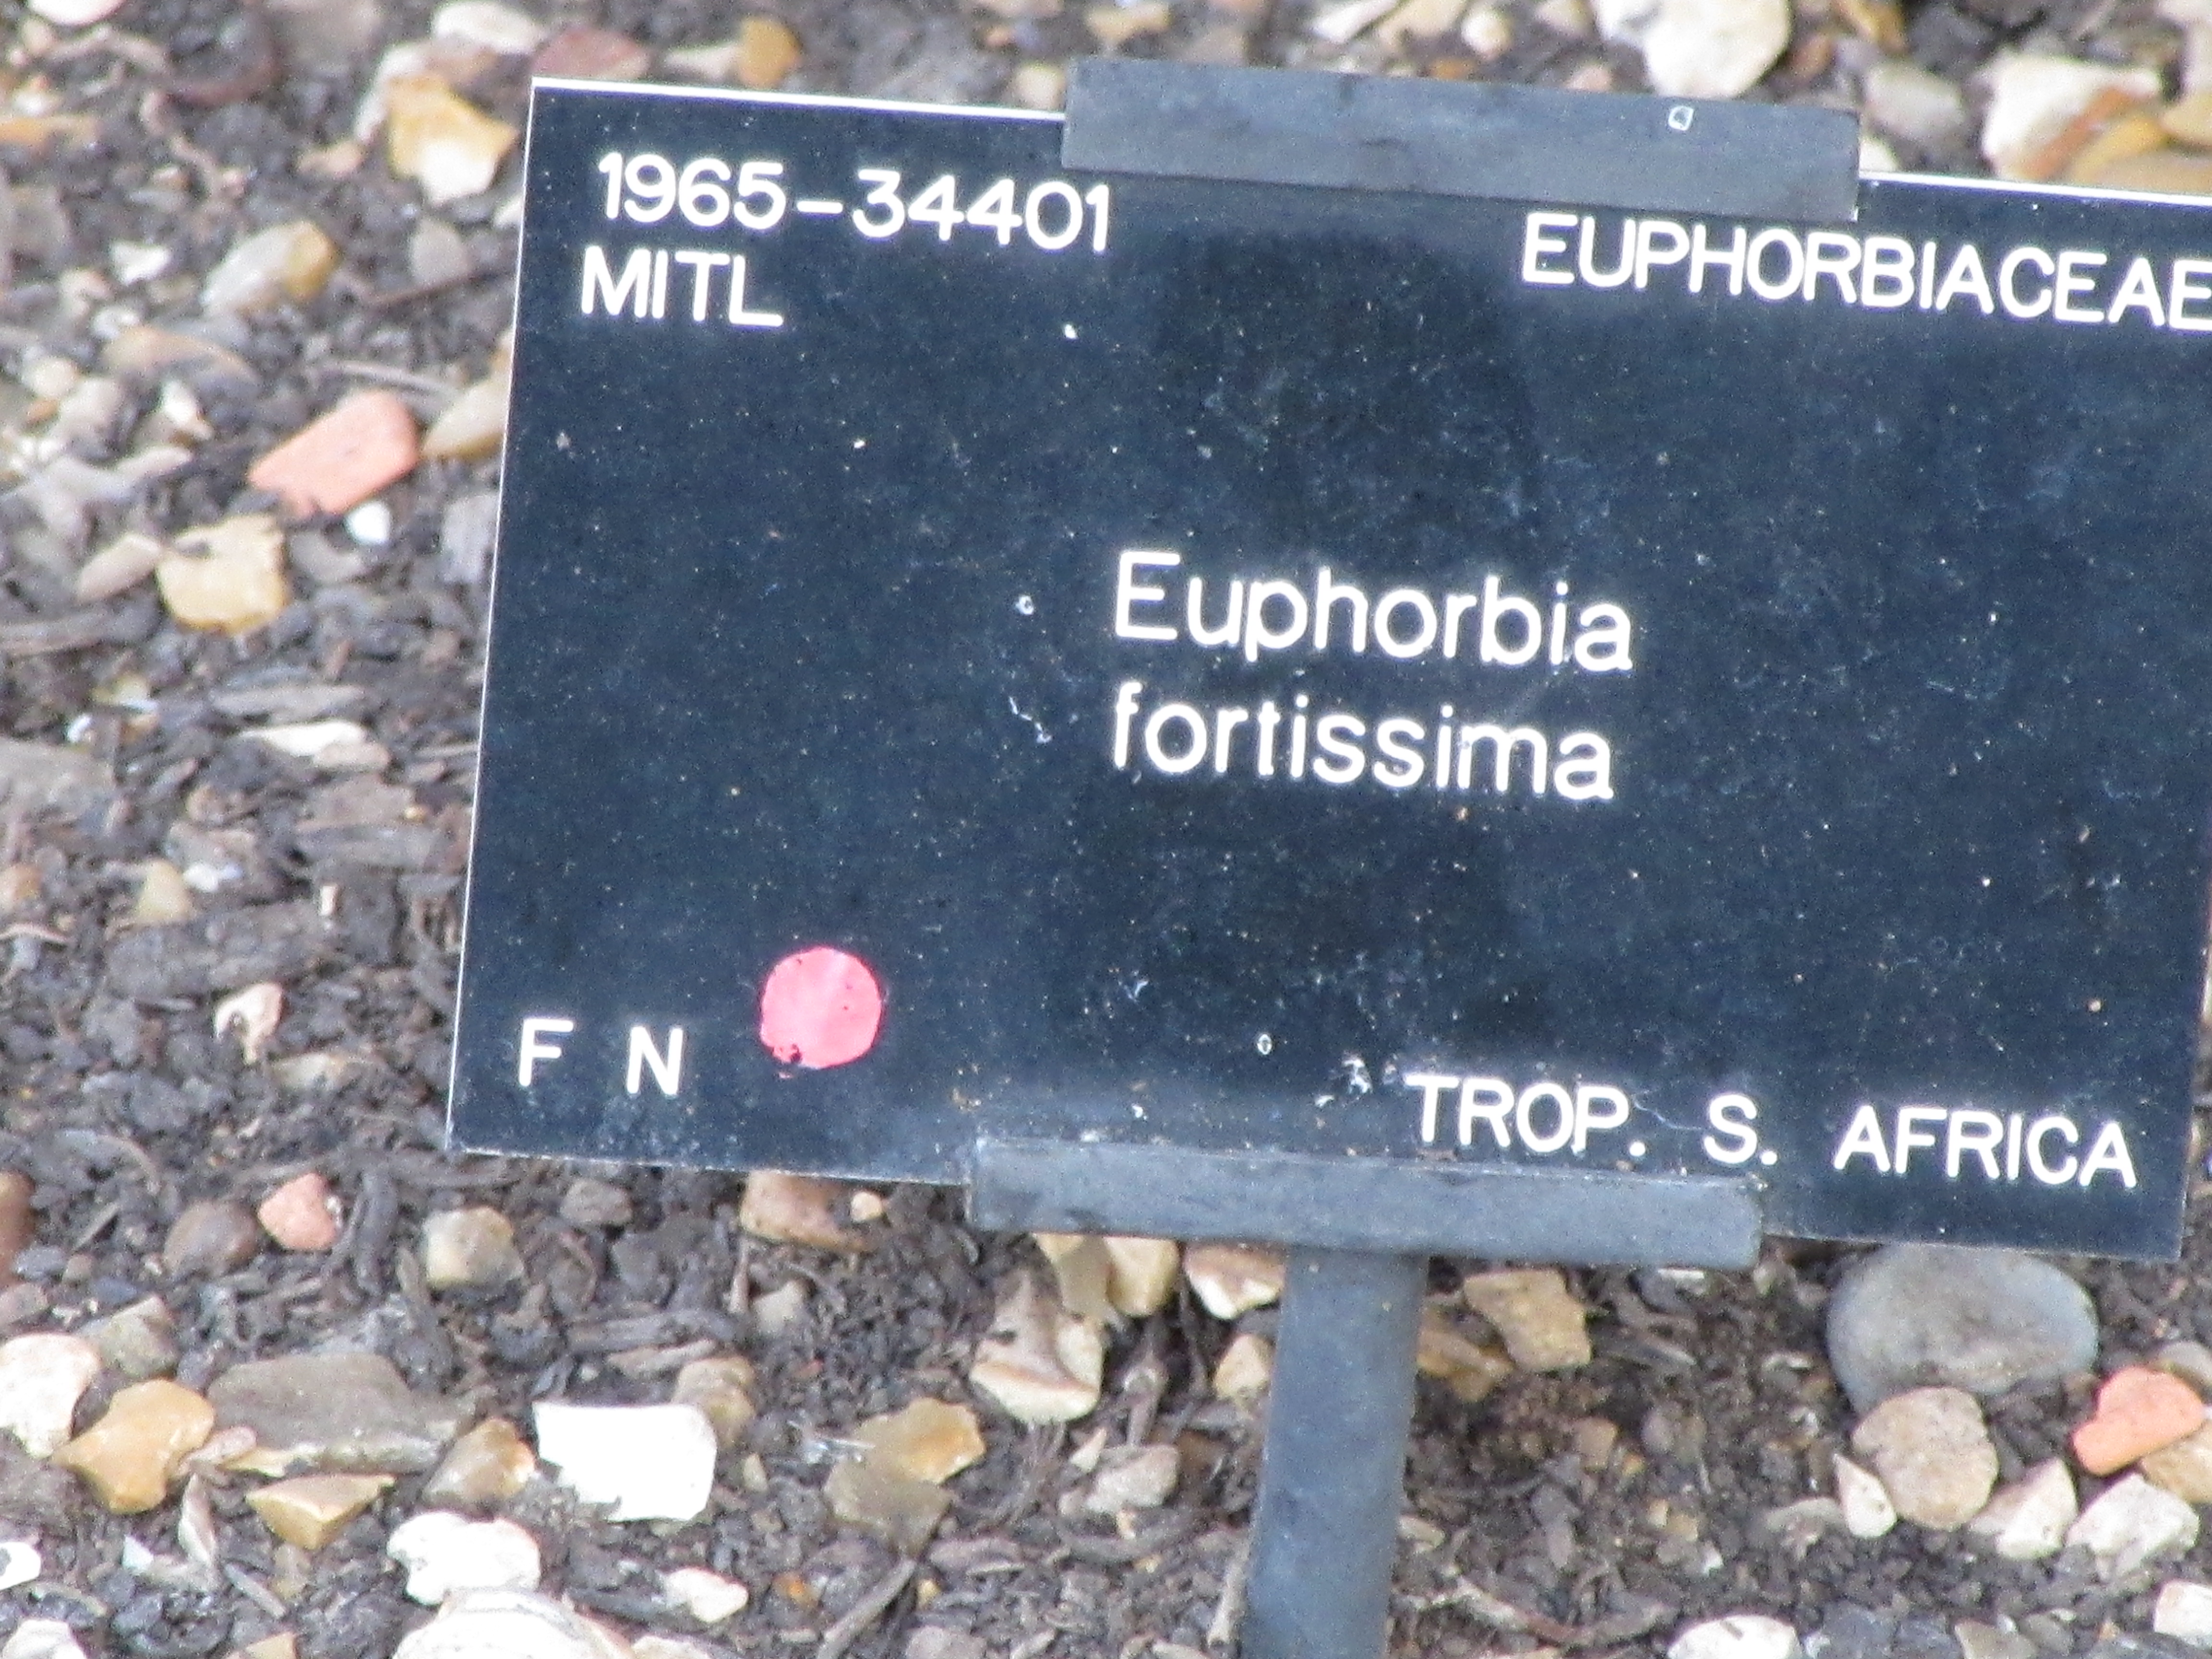 1965-34401
MITL
EUPHORBIACEAE
Euphorbia
fortissima
F N
TROP. S. AFRICA